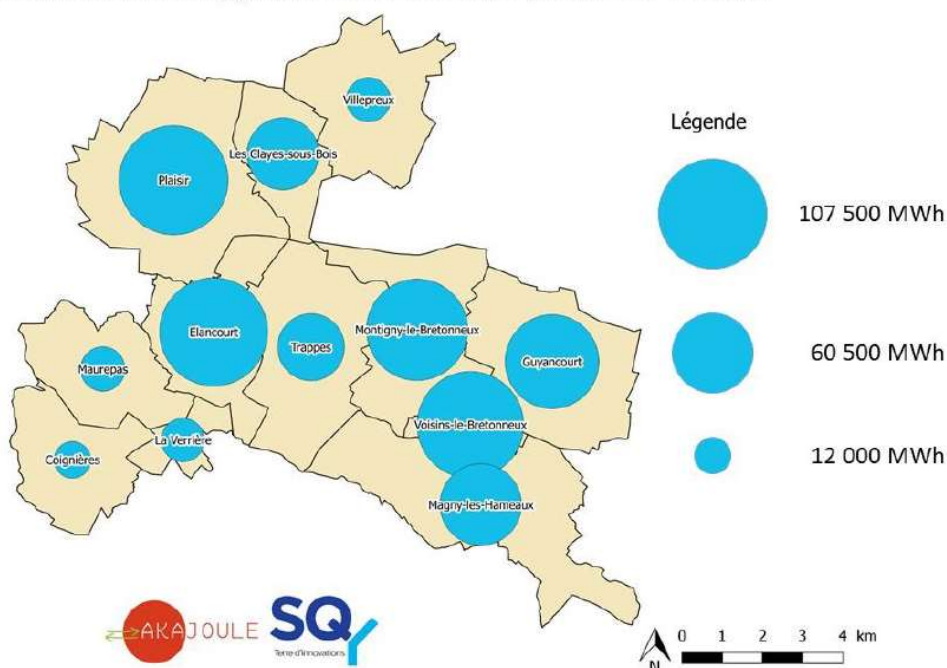 Villepreux
Les Clayes-sous-Bois
Plaisir
Elancourt
Trappes
Montigny-le-Bretonneux
Guyancourt
Maurepas
Voisins-le-Bretonneux
La Verrière
Coignières
Magny-les-Hameaux
Légende
107 500 MWh
60 500 MWh
12 000 MWh
AKAJOULE
SQY
Terre d'innovations
N
0 1 2 3 4 km